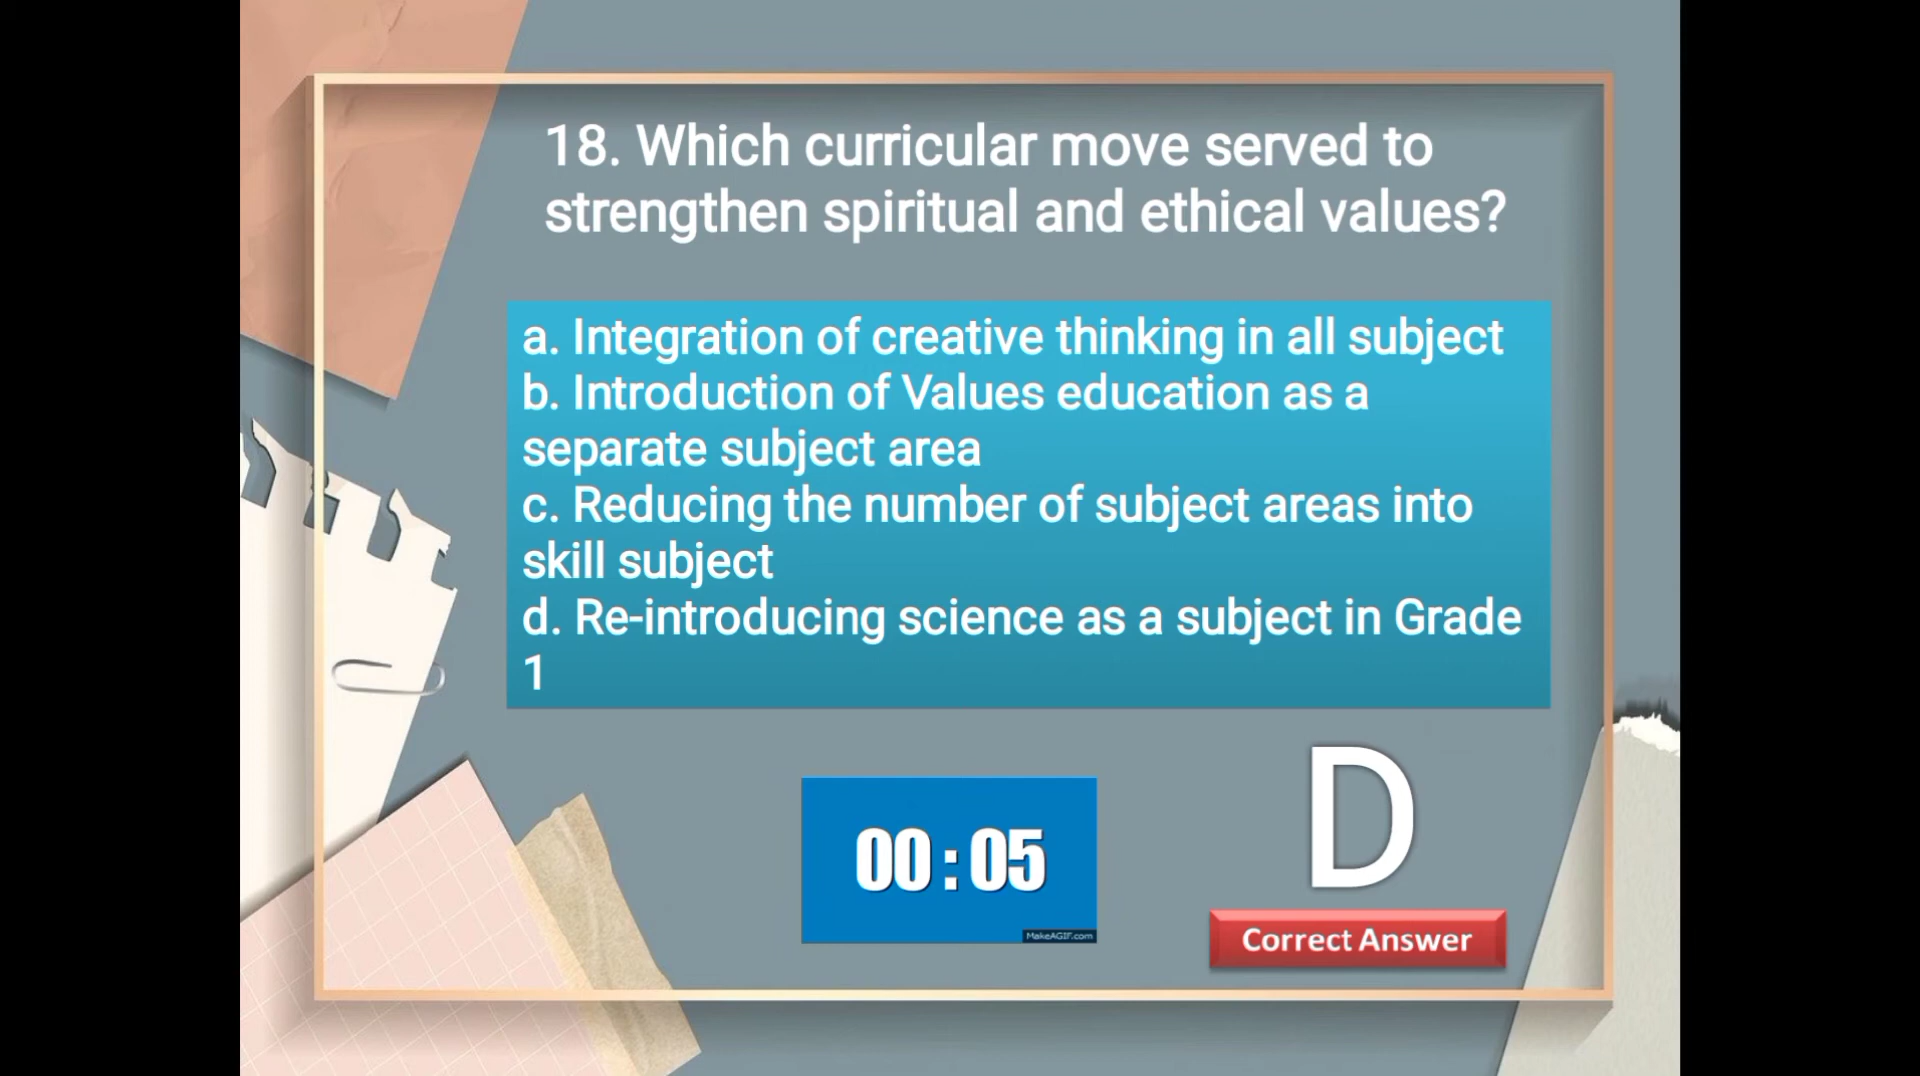 18. Which curricular move served to
strengthen spiritual and ethical values?
a. Integration of creative thinking in all subject
b. Introduction of Values education as a
separate subject area
c. Reducing the number of subject areas into
skill subject
d. Re-introducing science as a subject in Grade
1
D
00:05
MakeAGIF.com
Correct Answer